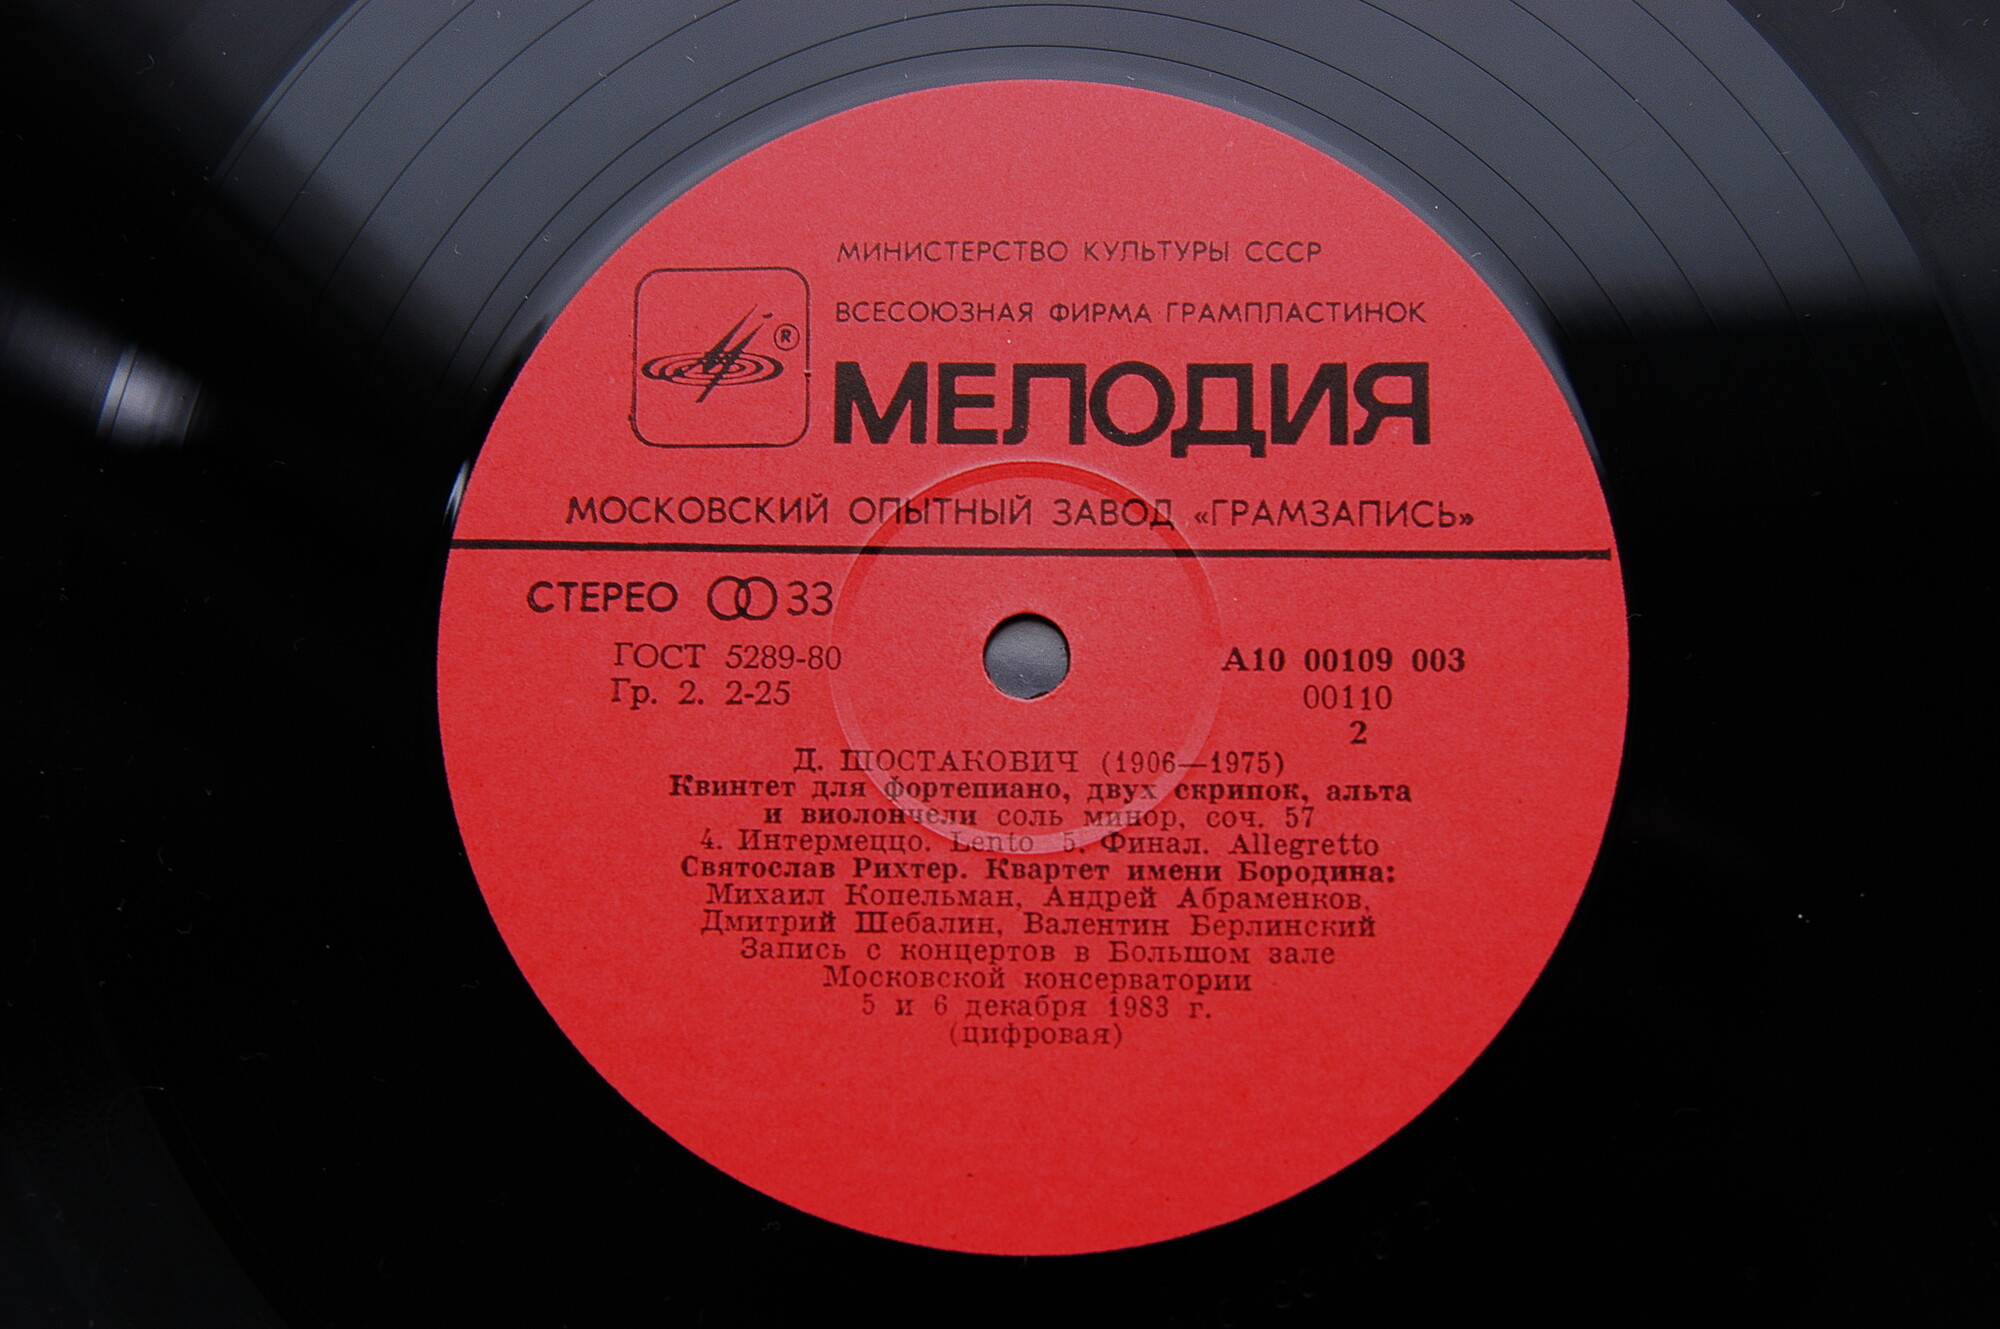 МИНИСТЕРСТВО КУЛЬТУРЫ СССР
ВСЕСОЮЗНАЯ ФИРМА ГРАМПЛАСТИНОК
®
МЕЛОДИЯ
МОСКОВСКИЙ ОПЫТНЫЙ ЗАВОД «ГРАМЗАПИСЬ»
СТЕРЕО 33
ГОСТ 5289-80
Гр. 2. 2-25
А10 00109 003
00110
2
Д. ШОСТАКОВИЧ (1906—1975)
Квинтет для фортепиано, двух скрипок, альта
и виолончели соль минор, соч. 57
4. Интермеццо. Lento 5. Финал. Allegretto
Святослав Рихтер. Квартет имени Бородина:
Михаил Копельман, Андрей Абраменков,
Дмитрий Шебалин, Валентин Берлинский
Запись с концертов в Большом зале
Московской консерватории
5 и 6 декабря 1983 г.
(цифровая)